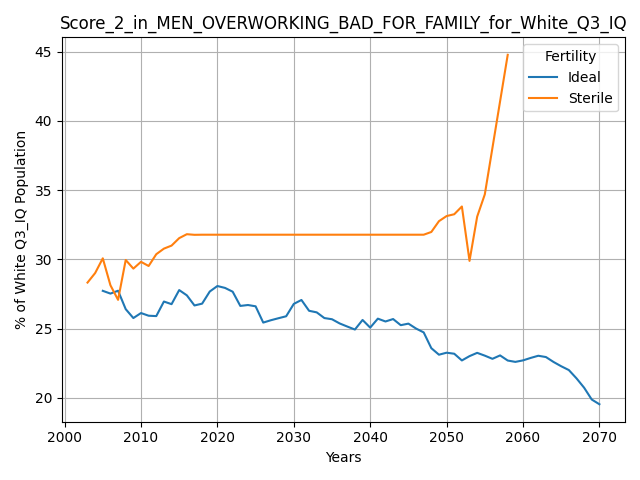 Score_2_in_MEN_OVERWORKING_BAD_FOR_FAMILY_for_White_Q3_IQ
Fertility
Ideal
Sterile
% of White Q3_IQ Population
45
40
35
30
25
20
2000 2010 2020 2030 2040 2050 2060 2070
Years